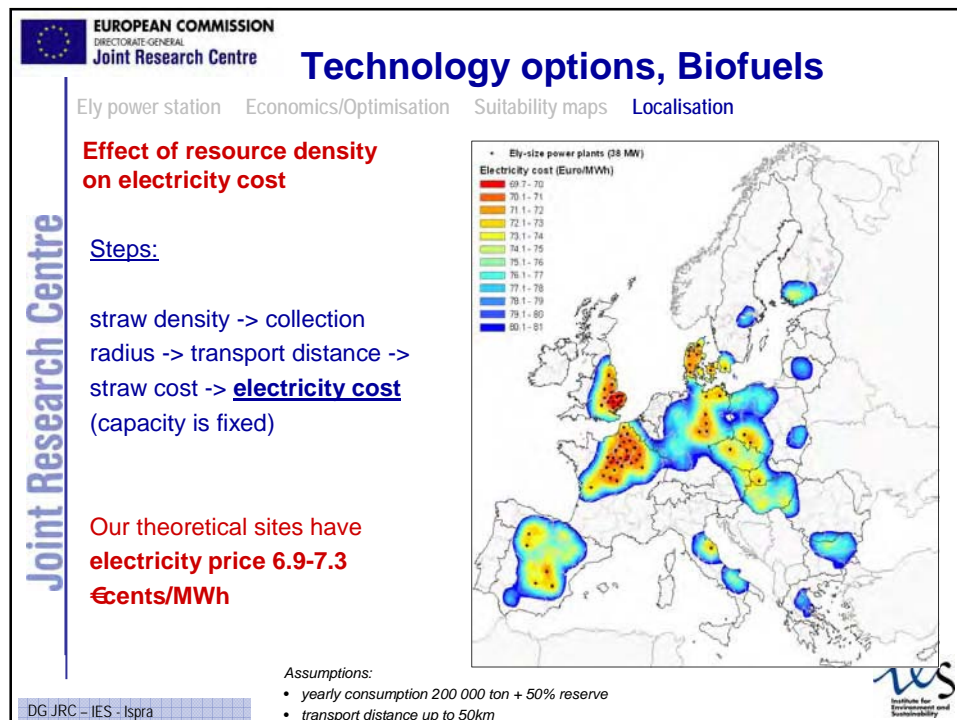 EUROPEAN COMMISSION
DIRECTORATE-GENERAL
Joint Research Centre
Technology options, Biofuels
Ely power station Economics/Optimisation Suitability maps Localisation
Effect of resource density
on electricity cost
Steps:
straw density -> collection
radius -> transport distance ->
straw cost -> electricity cost
(capacity is fixed)
Our theoretical sites have
electricity price 6.9-7.3
€cents/MWh
Joint Research Centre
Ely-size power plants (38 MW)
Electricity cost (Euro/MWh)
69.7 - 70
70.1 - 71
71.1 - 72
72.1 - 73
73.1 - 74
74.1 - 75
75.1 - 76
76.1 - 77
77.1 - 78
78.1 - 79
79.1 - 80
80.1 - 81
Assumptions:
• yearly consumption 200 000 ton + 50% reserve
• transport distance up to 50km
DG JRC – IES - Ispra
ies
Institute for
Environment and
Sustainability